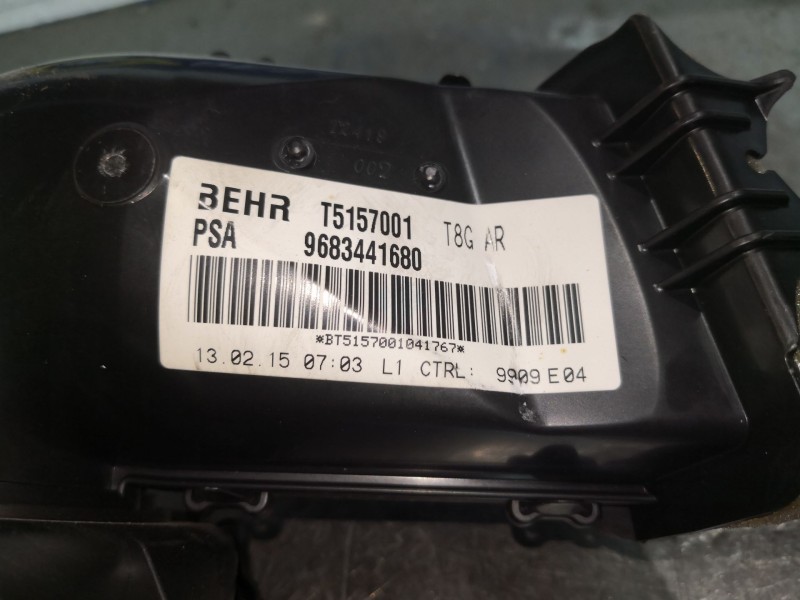 BEHR T5157001 T8G AR
PSA 9683441680
*BT5157001041767*
13.02.15 07:03 L1 CTRL: 9909 E04